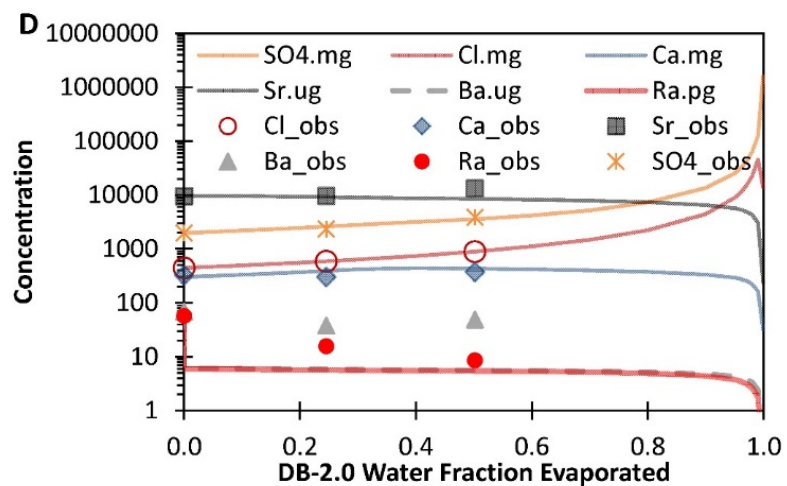 D
10000000
1000000
100000
10000
1000
100
10
1
Concentration
SO4.mg Cl.mg Ca.mg
Sr.ug Ba.ug Ra.pg
Cl_obs Ca_obs Sr_obs
Ba_obs Ra_obs SO4_obs
0.0 0.2 0.4 0.6 0.8 1.0
DB-2.0 Water Fraction Evaporated